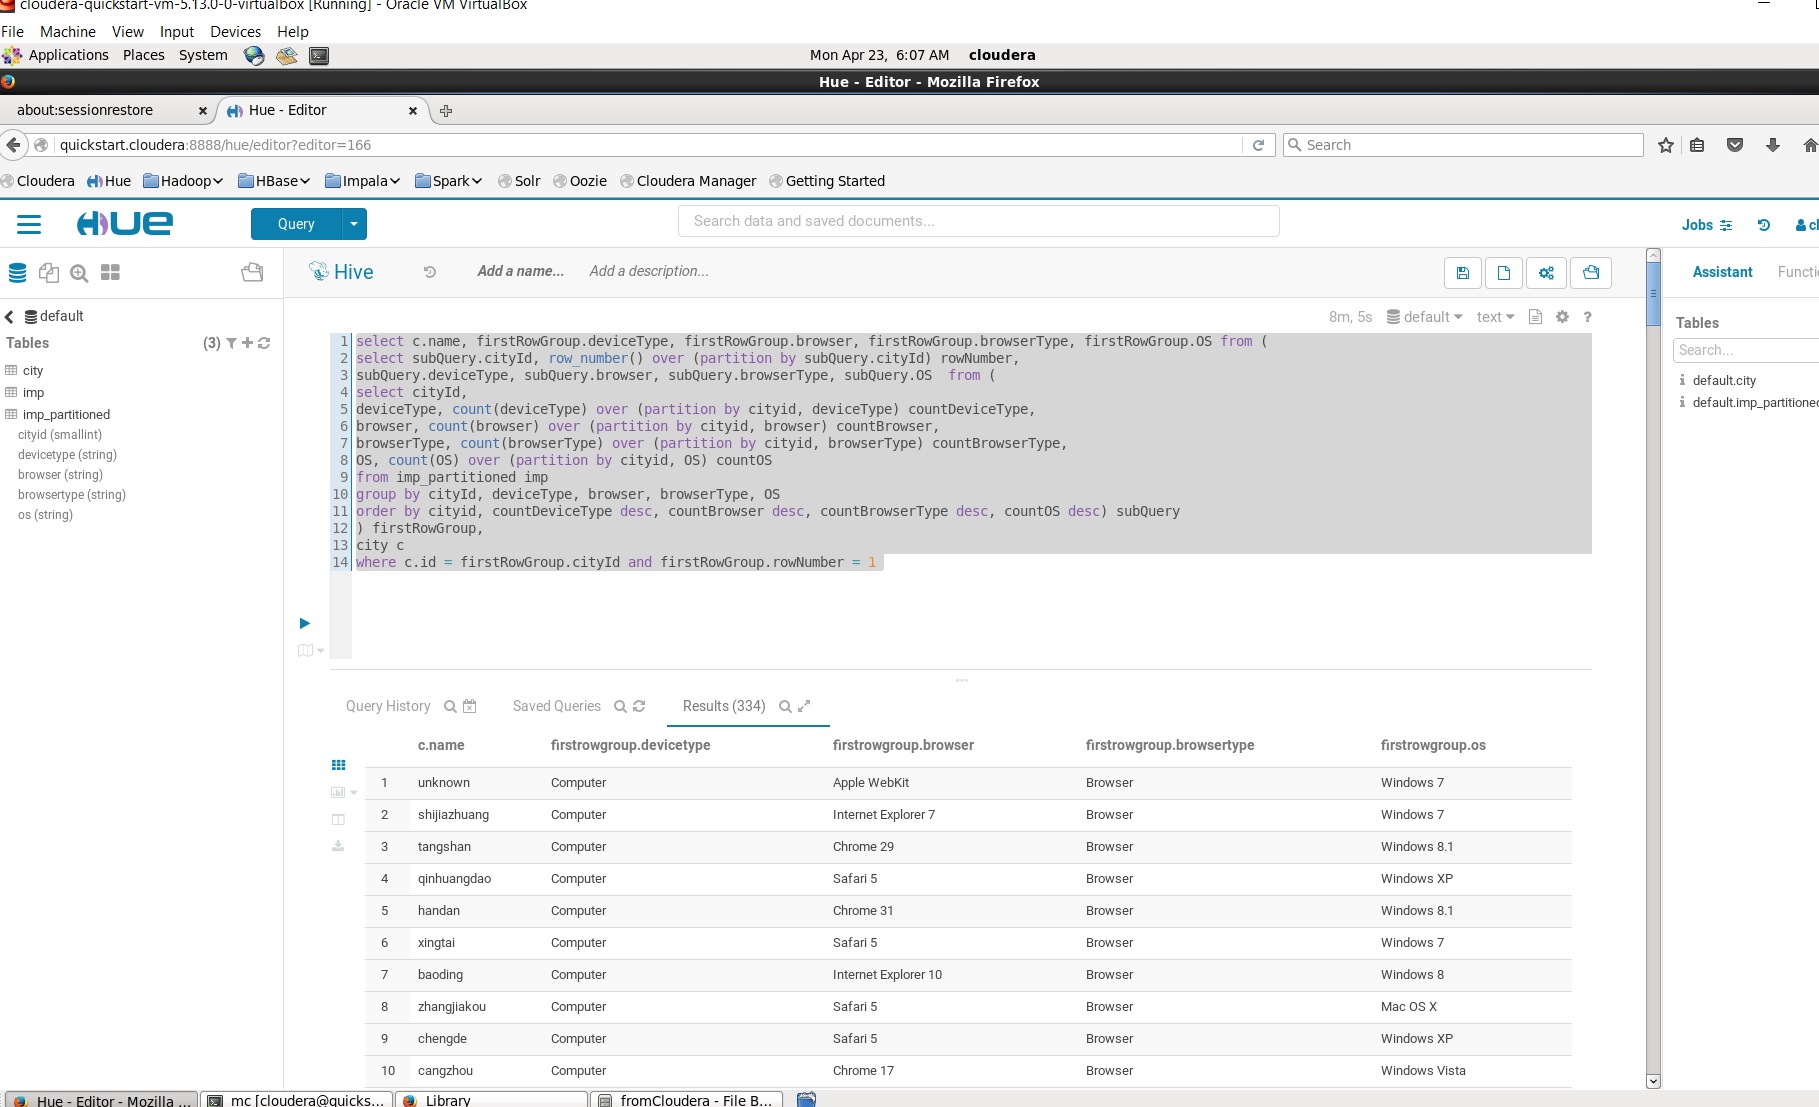 cloudera-quickstart-vm-5.13.0-0-virtualbox [Running] - Oracle VM VirtualBox
File Machine View Input Devices Help
Applications Places System Mon Apr 23, 6:07 AM cloudera
Hue - Editor - Mozilla Firefox
about:sessionrestore Hue - Editor
quickstart.cloudera:8888/hue/editor?editor=166 Search
Cloudera Hue Hadoop HBase Impala Spark Solr Oozie Cloudera Manager Getting Started
HUE Query Search data and saved documents... Jobs cl
Hive Add a name... Add a description... Assistant Functi
default
Tables (3)
city
imp
imp_partitioned
cityid (smallint)
devicetype (string)
browser (string)
browsertype (string)
os (string)
8m, 5s default text ?
1 select c.name, firstRowGroup.deviceType, firstRowGroup.browser, firstRowGroup.browserType, firstRowGroup.OS from (
2 select subQuery.cityId, row_number() over (partition by subQuery.cityId) rowNumber,
3 subQuery.deviceType, subQuery.browser, subQuery.browserType, subQuery.OS  from (
4 select cityId,
5 deviceType, count(deviceType) over (partition by cityid, deviceType) countDeviceType,
6 browser, count(browser) over (partition by cityid, browser) countBrowser,
7 browserType, count(browserType) over (partition by cityid, browserType) countBrowserType,
8 OS, count(OS) over (partition by cityid, OS) countOS
9 from imp_partitioned imp
10 group by cityId, deviceType, browser, browserType, OS
11 order by cityid, countDeviceType desc, countBrowser desc, countBrowserType desc, countOS desc) subQuery
12 ) firstRowGroup,
13 city c
14 where c.id = firstRowGroup.cityId and firstRowGroup.rowNumber = 1
Tables
Search...
default.city
default.imp_partitioned
Query History Saved Queries Results (334)
c.name firstrowgroup.devicetype firstrowgroup.browser firstrowgroup.browsertype firstrowgroup.os
1 unknown Computer Apple WebKit Browser Windows 7
2 shijiazhuang Computer Internet Explorer 7 Browser Windows 7
3 tangshan Computer Chrome 29 Browser Windows 8.1
4 qinhuangdao Computer Safari 5 Browser Windows XP
5 handan Computer Chrome 31 Browser Windows 8.1
6 xingtai Computer Safari 5 Browser Windows 7
7 baoding Computer Internet Explorer 10 Browser Windows 8
8 zhangjiakou Computer Safari 5 Browser Mac OS X
9 chengde Computer Safari 5 Browser Windows XP
10 cangzhou Computer Chrome 17 Browser Windows Vista
Hue - Editor - Mozilla ... mc [cloudera@quicks... Library fromCloudera - File B...